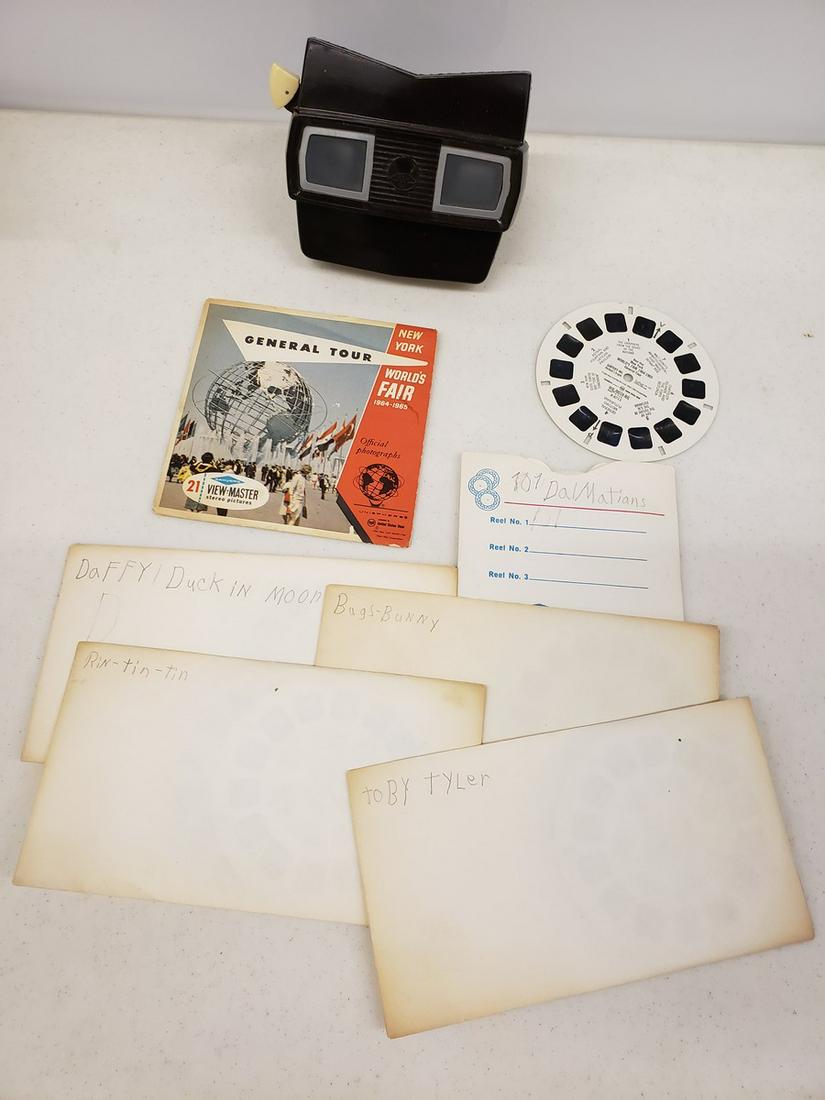 GENERAL TOUR
NEW
YORK
WORLD'S
FAIR
1964-1965
Official
photographs
21
VIEW-MASTER
stereo pictures
101 DalMatians
Reel No. 1
Reel No. 2
Reel No. 3
DaFFY/Duck iN MOON
Bugs-BuNNy
RiN-tiN-tiN
toBY tYLer